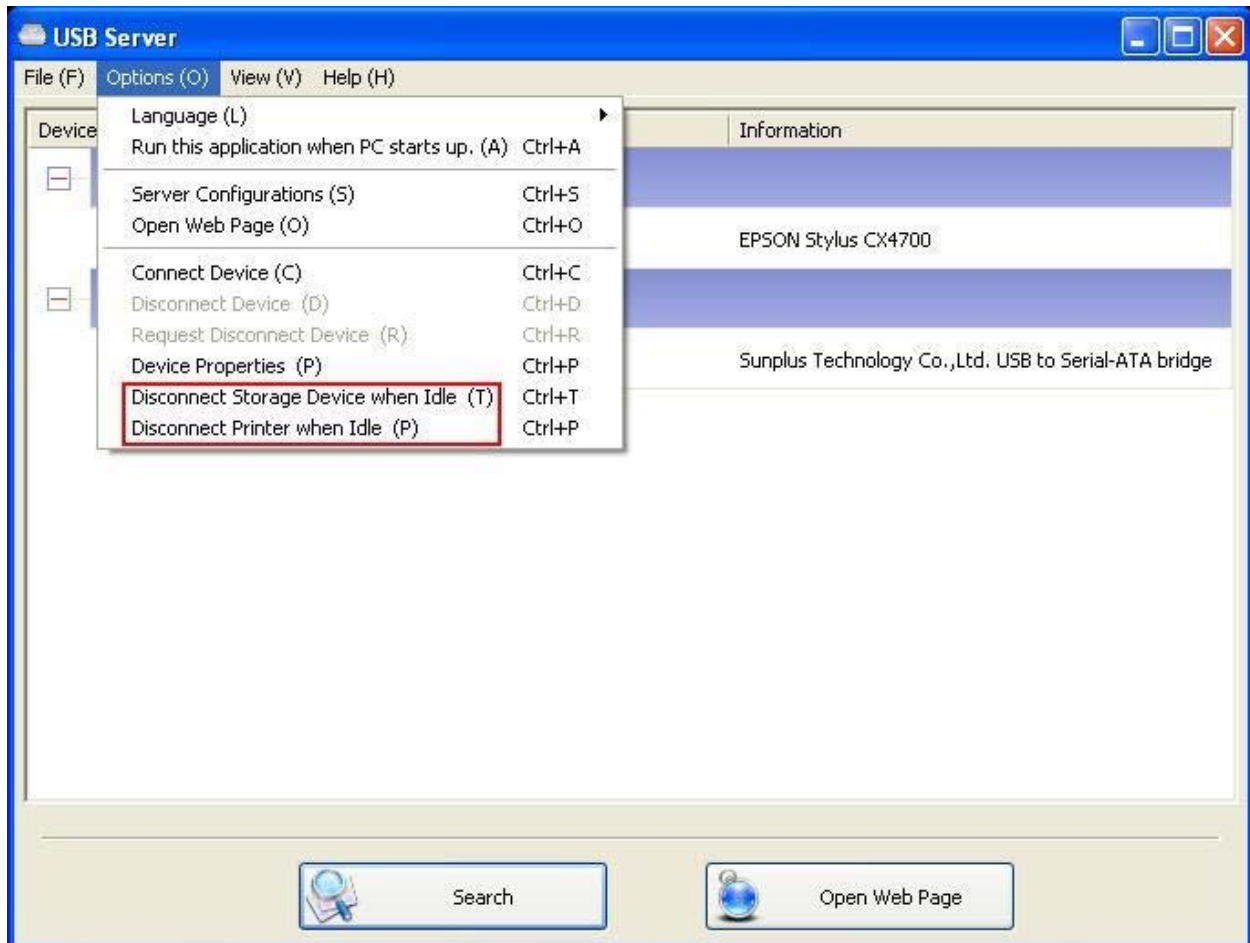 USB Server
File (F) Options (O) View (V) Help (H)
Device
Information
Language (L)
Run this application when PC starts up. (A) Ctrl+A
Server Configurations (S) Ctrl+S
Open Web Page (O) Ctrl+O
EPSON Stylus CX4700
Connect Device (C) Ctrl+C
Disconnect Device (D) Ctrl+D
Request Disconnect Device (R) Ctrl+R
Device Properties (P) Ctrl+P
Sunplus Technology Co.,Ltd. USB to Serial-ATA bridge
Disconnect Storage Device when Idle (T) Ctrl+T
Disconnect Printer when Idle (P) Ctrl+P
Search
Open Web Page